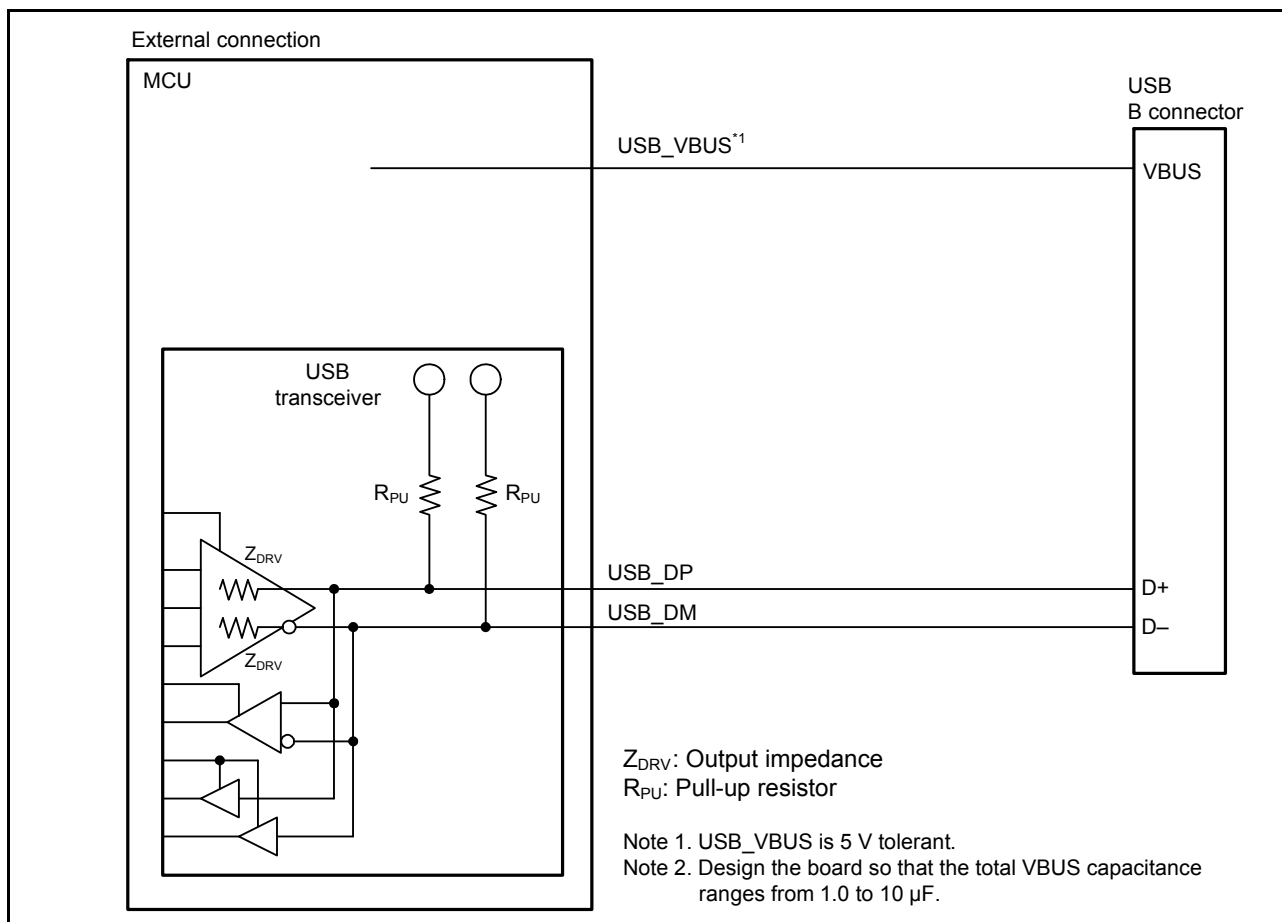 External connection
MCU
USB
B connector
USB_VBUS*1
VBUS
USB
transceiver
RPU
RPU
ZDRV
USB_DP
D+
USB_DM
D–
ZDRV
ZDRV: Output impedance
RPU: Pull-up resistor
Note 1. USB_VBUS is 5 V tolerant.
Note 2. Design the board so that the total VBUS capacitance
ranges from 1.0 to 10 µF.